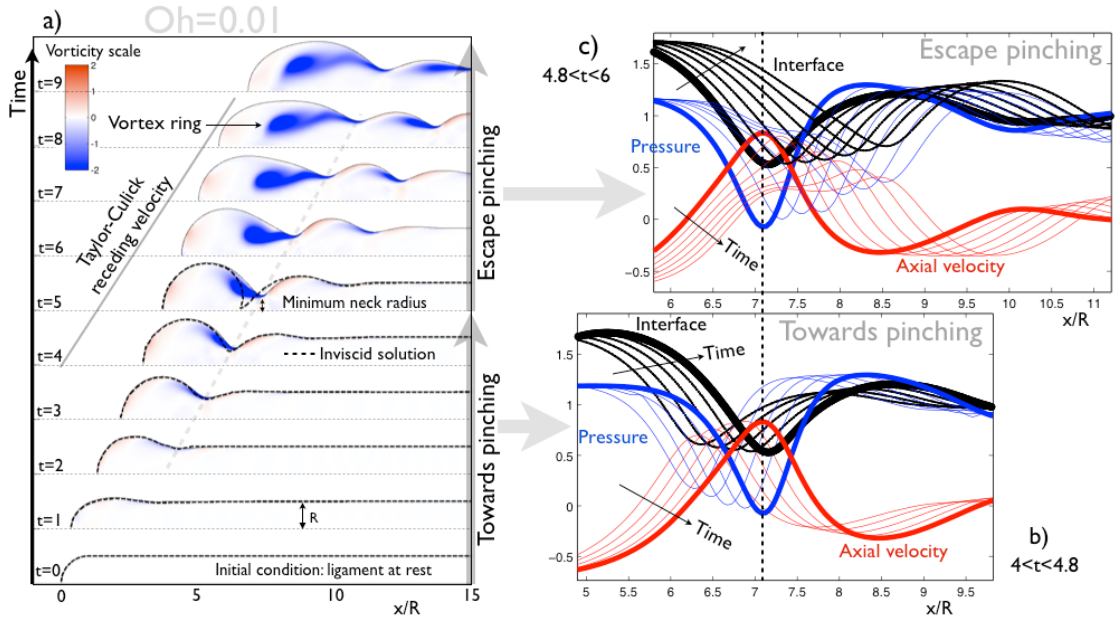 a)
Oh=0.01
Vorticity scale
2
1
0
-1
-2
Time
t=9
t=8
t=7
t=6
t=5
t=4
t=3
t=2
t=1
t=0
Vortex ring
Taylor-Culick
receding velocity
Minimum neck radius
Inviscid solution
R
Initial condition: ligament at rest
0
5
10
15
x/R
Escape pinching
Towards pinching
c)
4.8<t<6
Escape pinching
Interface
Pressure
Time
Axial velocity
1.5
1
0.5
0
−0.5
6
6.5
7
7.5
8
8.5
9
9.5
10
10.5
11
x/R
Towards pinching
Interface
Time
Pressure
Time
Axial velocity
1.5
1
0.5
0
−0.5
5
5.5
6
6.5
7
7.5
8
8.5
9
9.5
x/R
b)
4<t<4.8